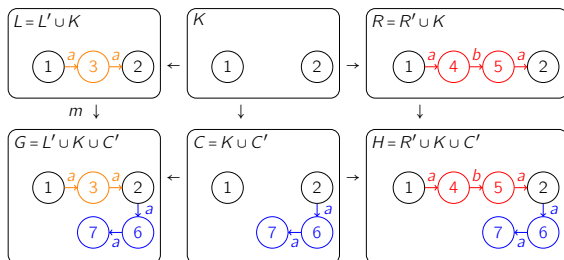 L = L′ ∪ K
K
R = R′ ∪ K
1 a 3 a 2
←
1 2
→
1 a 4 b 5 a 2
m ↓
↓
↓
G = L′ ∪ K ∪ C′
C = K ∪ C′
H = R′ ∪ K ∪ C′
1 a 3 a 2
←
1 2
→
1 a 4 b 5 a 2
a
a
a
7 a 6
7 a 6
7 a 6